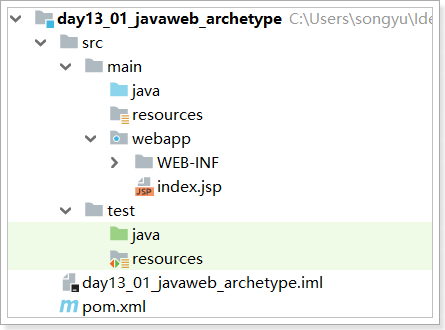 day13_01_javaweb_archetype C:\Users\songyu\Ide
src
main
java
resources
webapp
WEB-INF
JSP index.jsp
test
java
resources
day13_01_javaweb_archetype.iml
m pom.xml